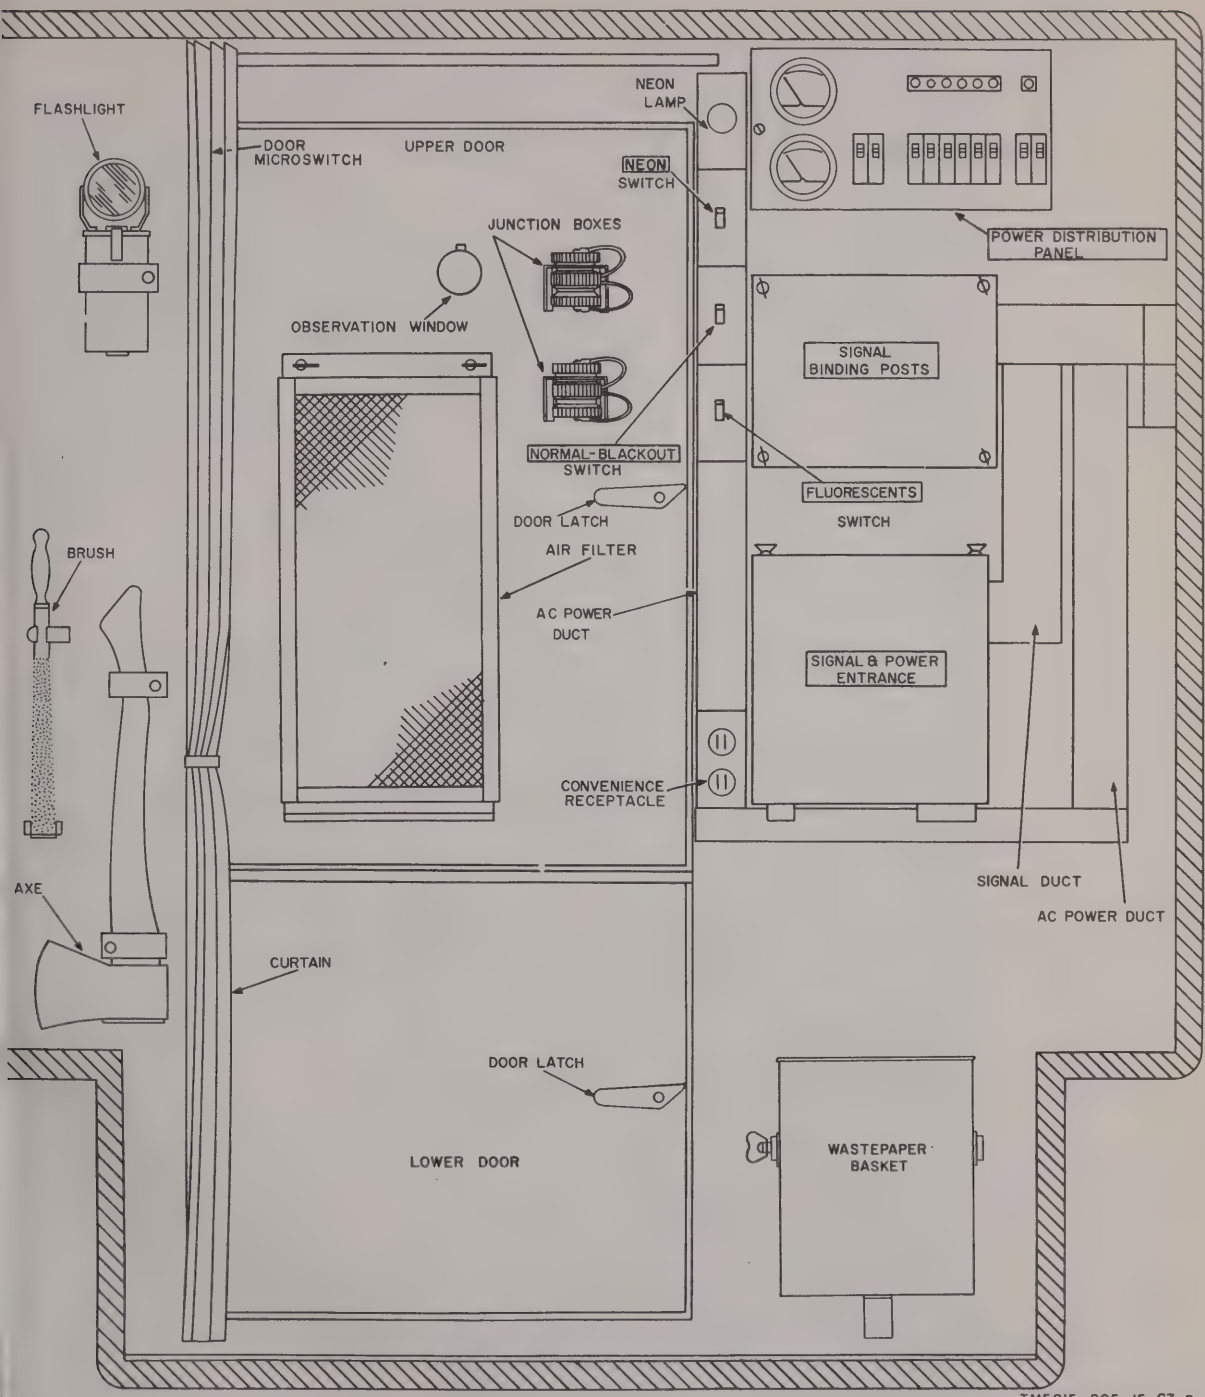 NEON
LAMP
FLASHLIGHT
DOOR
MICROSWITCH
UPPER DOOR
NEON
SWITCH
JUNCTION BOXES
POWER DISTRIBUTION
PANEL
OBSERVATION WINDOW
SIGNAL
BINDING POSTS
NORMAL-BLACKOUT
SWITCH
FLUORESCENTS
SWITCH
DOOR LATCH
BRUSH
AIR FILTER
AC POWER
DUCT
SIGNAL & POWER
ENTRANCE
CONVENIENCE
RECEPTACLE
SIGNAL DUCT
AXE
AC POWER DUCT
CURTAIN
DOOR LATCH
LOWER DOOR
WASTEPAPER
BASKET